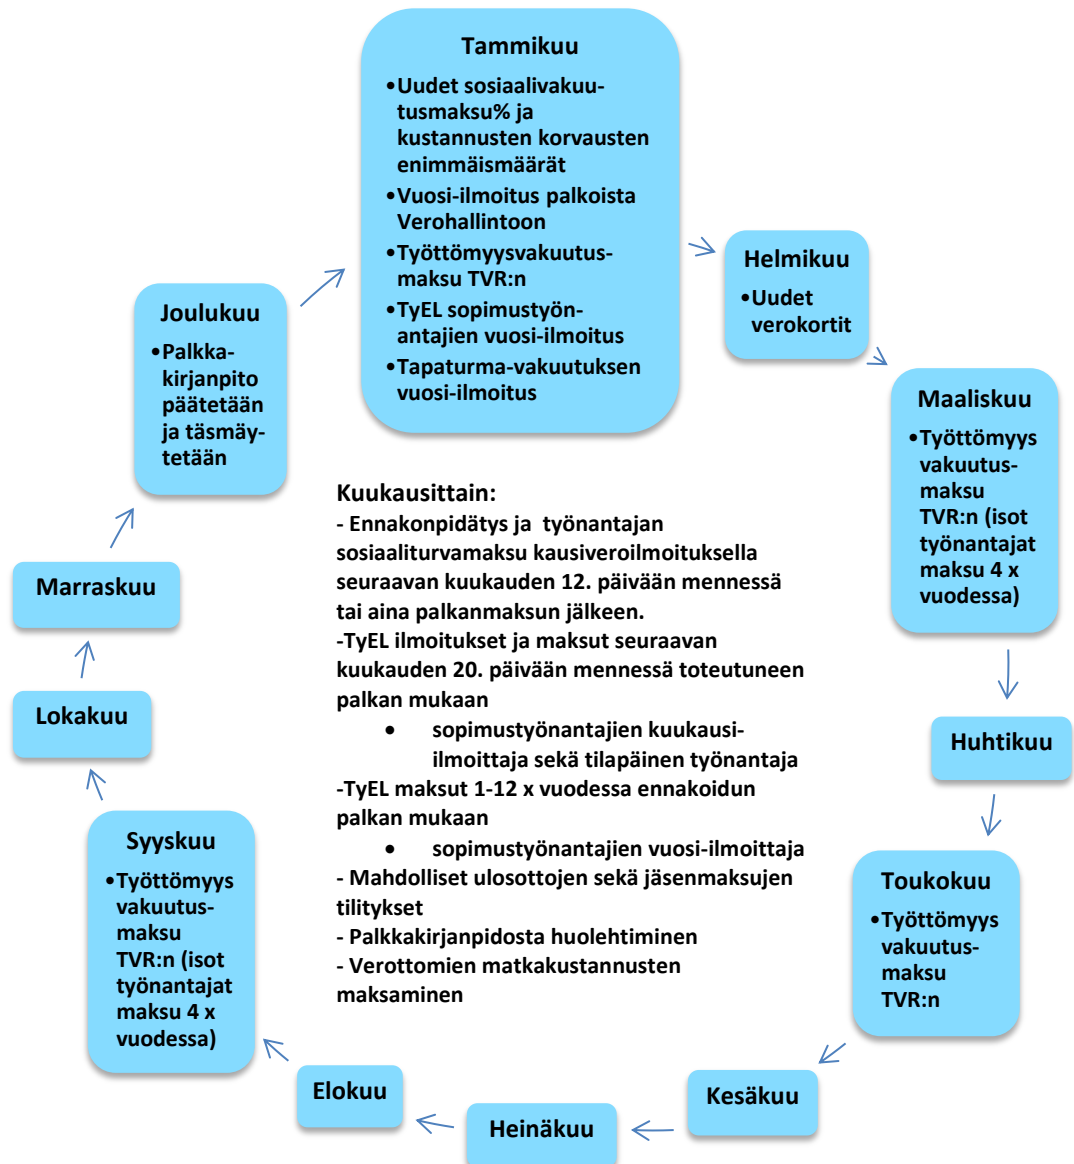 Tammikuu
•Uudet sosiaalivakuu-
tusmaksu% ja
kustannusten korvausten
enimmäismäärät
•Vuosi-ilmoitus palkoista
Verohallintoon
•Työttömyysvakuutus-
maksu TVR:n
•TyEL sopimustyön-
antajien vuosi-ilmoitus
•Tapaturma-vakuutuksen
vuosi-ilmoitus
Helmikuu
•Uudet
verokortit
Maaliskuu
•Työttömyys
vakuutus-
maksu
TVR:n (isot
työnantajat
maksu 4 x
vuodessa)
Huhtikuu
Toukokuu
•Työttömyys
vakuutus-
maksu
TVR:n
Kesäkuu
Heinäkuu
Elokuu
Syyskuu
•Työttömyys
vakuutus-
maksu
TVR:n (isot
työnantajat
maksu 4 x
vuodessa)
Lokakuu
Marraskuu
Joulukuu
•Palkka-
kirjanpito
päätetään
ja täsmäy-
tetään
Kuukausittain:
- Ennakonpidätys ja työnantajan
sosiaaliturvamaksu kausiveroilmoituksella
seuraavan kuukauden 12. päivään mennessä
tai aina palkanmaksun jälkeen.
-TyEL ilmoitukset ja maksut seuraavan
kuukauden 20. päivään mennessä toteutuneen
palkan mukaan
• sopimustyönantajien kuukausi-
ilmoittaja sekä tilapäinen työnantaja
-TyEL maksut 1-12 x vuodessa ennakoidun
palkan mukaan
• sopimustyönantajien vuosi-ilmoittaja
- Mahdolliset ulosottojen sekä jäsenmaksujen
tilitykset
- Palkkakirjanpidosta huolehtiminen
- Verottomien matkakustannusten
maksaminen